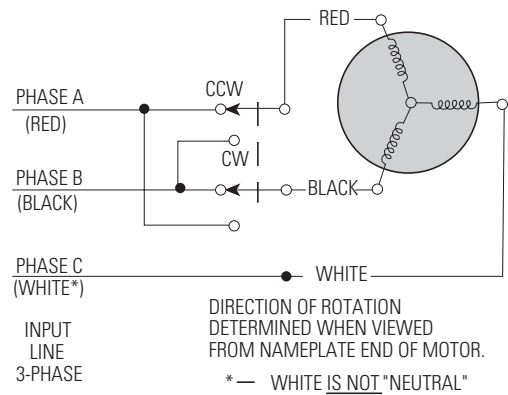 RED
CCW
PHASE A
(RED)
CW
PHASE B
(BLACK)
BLACK
PHASE C
(WHITE*)
WHITE
INPUT
LINE
3-PHASE
DIRECTION OF ROTATION
DETERMINED WHEN VIEWED
FROM NAMEPLATE END OF MOTOR.
* — WHITE IS NOT "NEUTRAL"